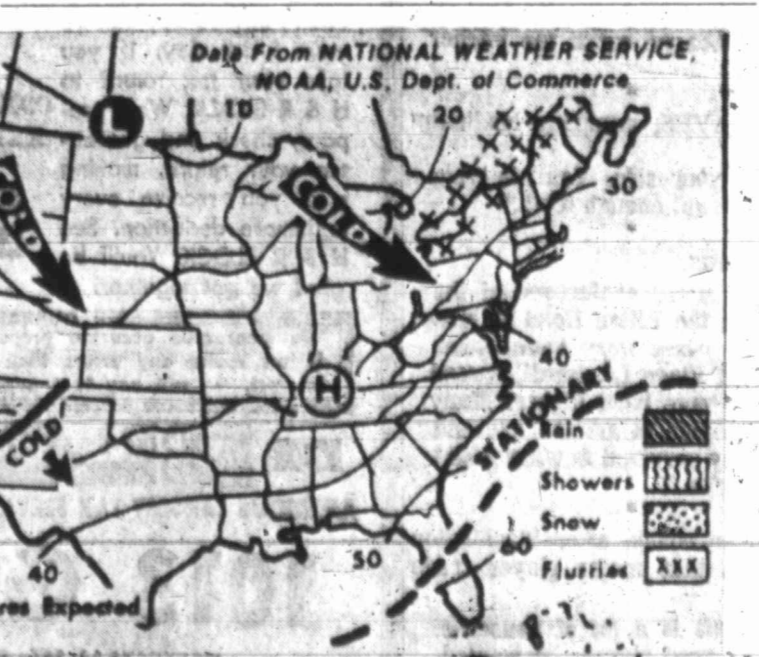 Data From NATIONAL WEATHER SERVICE,
NOAA, U.S. Dept. of Commerce
L
10
20
COLD
COLD
30
40
H
STATIONARY
COLD
Rain
Showers
Snow
Flurries
XXX
50
60
40
res Expected